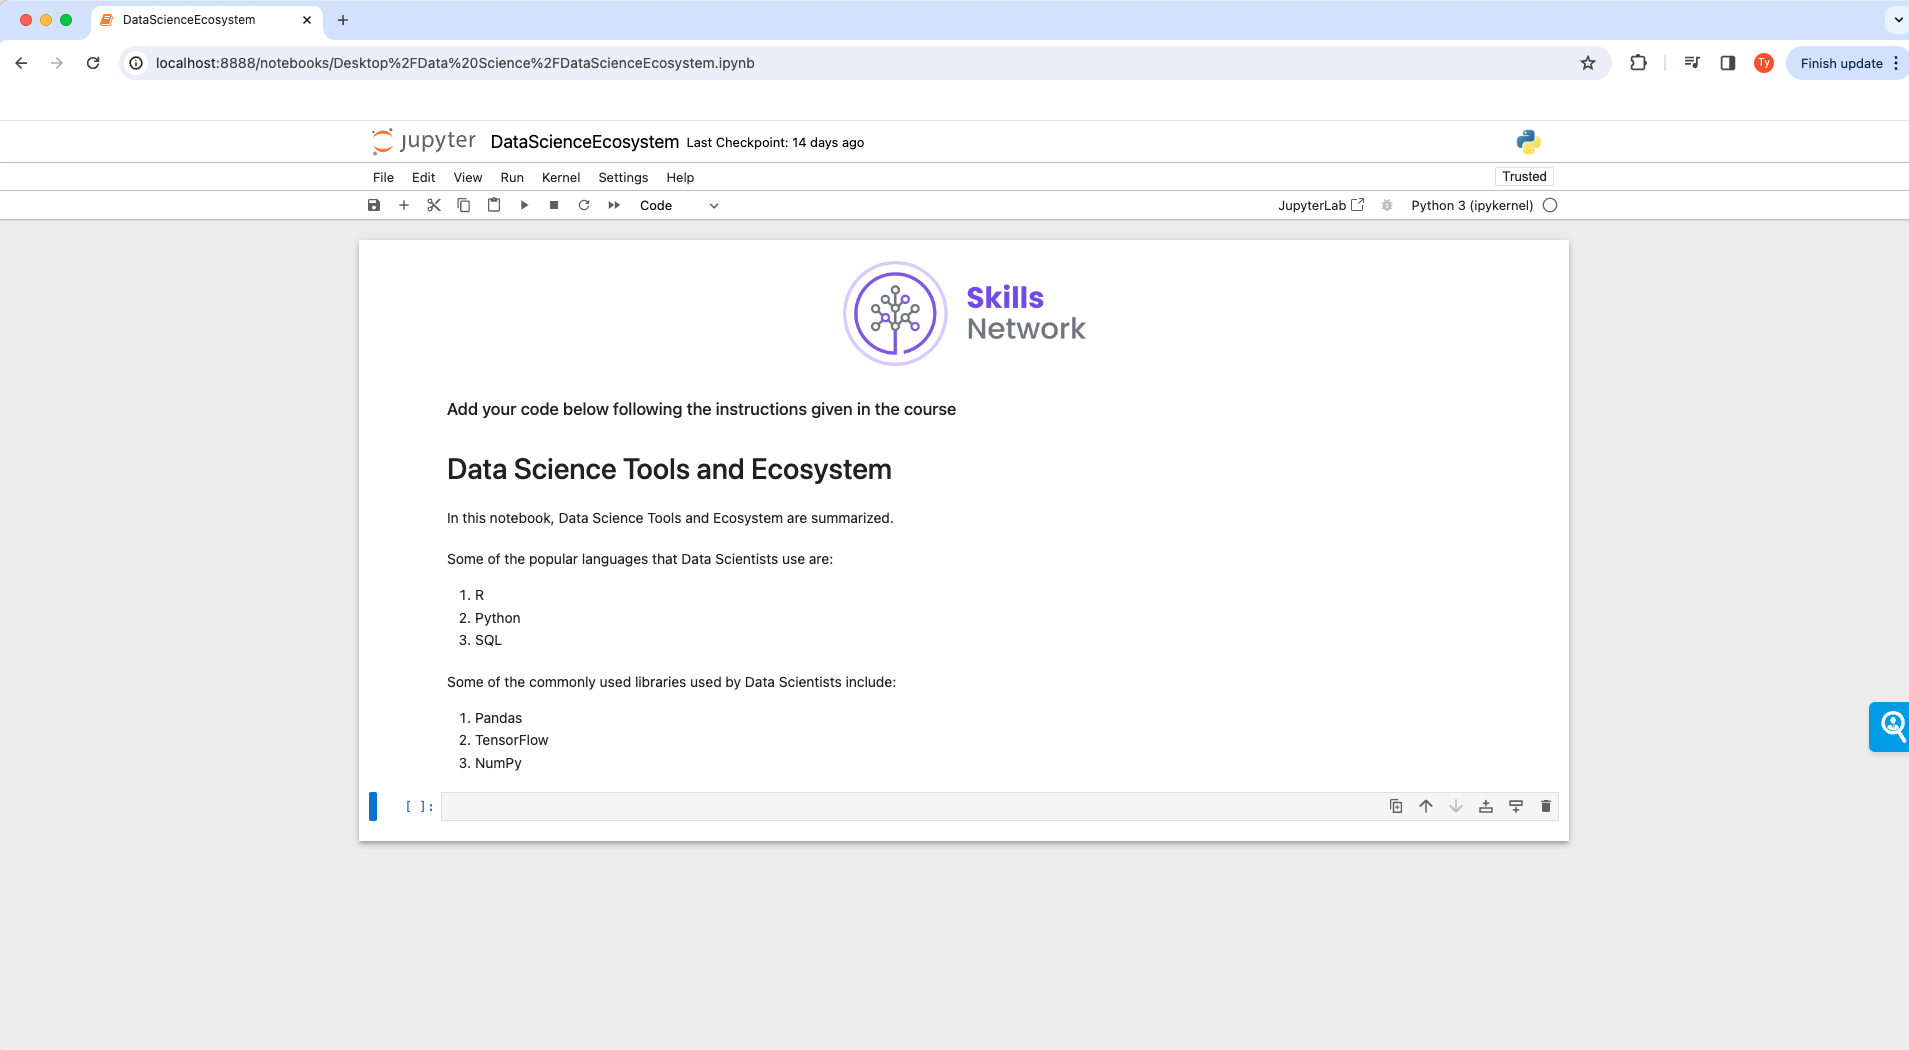 DataScienceEcosystem
localhost:8888/notebooks/Desktop%2FData%20Science%2FDataScienceEcosystem.ipynb
Ty
Finish update
jupyter DataScienceEcosystem Last Checkpoint: 14 days ago
File Edit View Run Kernel Settings Help
Trusted
Code
JupyterLab
Python 3 (ipykernel)
Skills
Network
Add your code below following the instructions given in the course
Data Science Tools and Ecosystem
In this notebook, Data Science Tools and Ecosystem are summarized.
Some of the popular languages that Data Scientists use are:
1. R
2. Python
3. SQL
Some of the commonly used libraries used by Data Scientists include:
1. Pandas
2. TensorFlow
3. NumPy
[ ]: